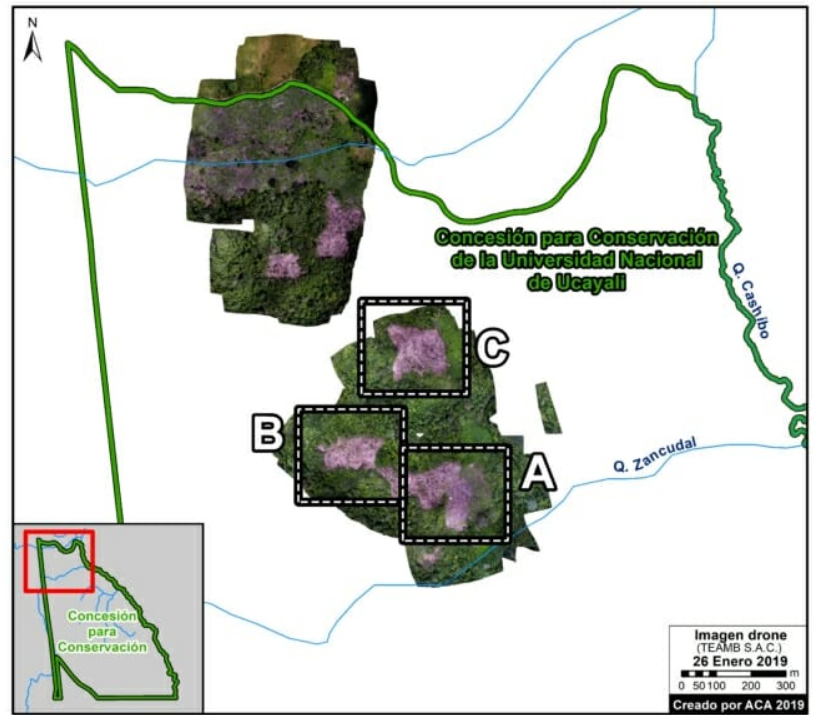 N
Concesión para Conservación
de la Universidad Nacional
de Ucayali
Q. Cashibo
C
B
A
Q. Zancudal
Concesión
para
Conservación
Imagen drone
(TEAMB S.A.C.)
26 Enero 2019
m
0 50 100 200 300
Creado por ACA 2019